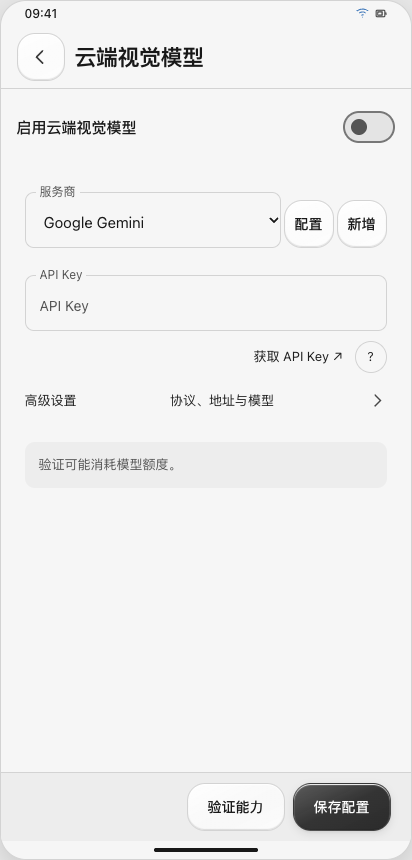 09:41
云端视觉模型
启用云端视觉模型
服务商
Google Gemini
配置
新增
API Key
API Key
获取 API Key ↗
?
高级设置
协议、地址与模型
验证可能消耗模型额度。
验证能力
保存配置